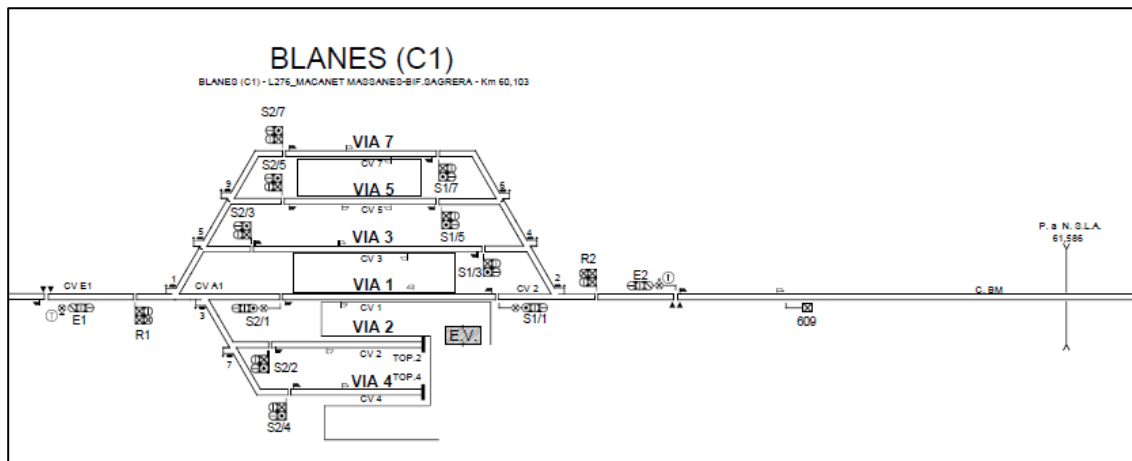 BLANES (C1)
BLANES (C1) - L276_MACANET MASSANES-BIF.SAGRERA - Km 60,103
S2/7
VIA 7
S2/5
CV 7
9
VIA 5
S1/7
6
S2/3
CV 5
5
VIA 3
S1/5
4
P. a N. S.L.A.
61,586
CV 3
S1/3
R2
E2
CV E1
1
CV A1
VIA 1
CV 2
2
C. BM
E1
R1
3
S2/1
CV 1
S1/1
609
VIA 2
E.V.
7
CV 2
TOP.2
S2/2
VIA 4
TOP.4
CV 4
S2/4